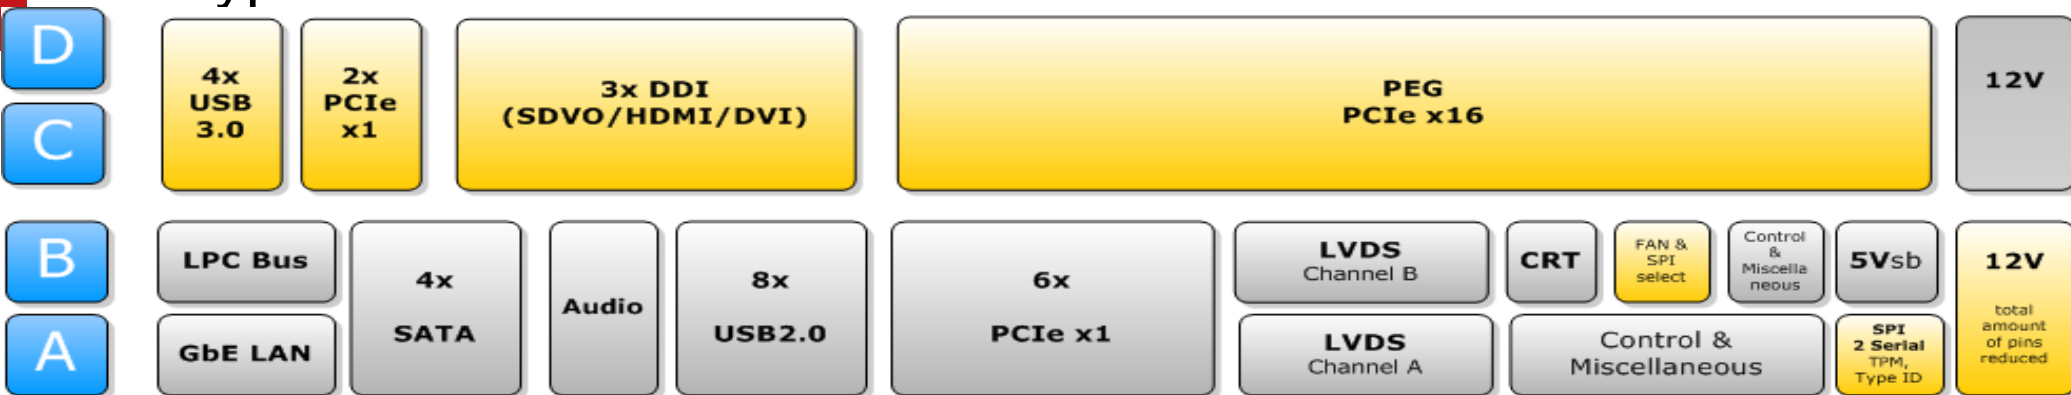 D
C
4x
USB
3.0
2x
PCIe
x1
3x DDI
(SDVO/HDMI/DVI)
PEG
PCIe x16
12V
B
A
LPC Bus
GbE LAN
4x
SATA
Audio
8x
USB2.0
6x
PCIe x1
LVDS
Channel B
LVDS
Channel A
CRT
FAN &
SPI
select
Control
&
Miscella
neous
5Vsb
Control &
Miscellaneous
SPI
2 Serial
TPM,
Type ID
12V
total
amount
of pins
reduced